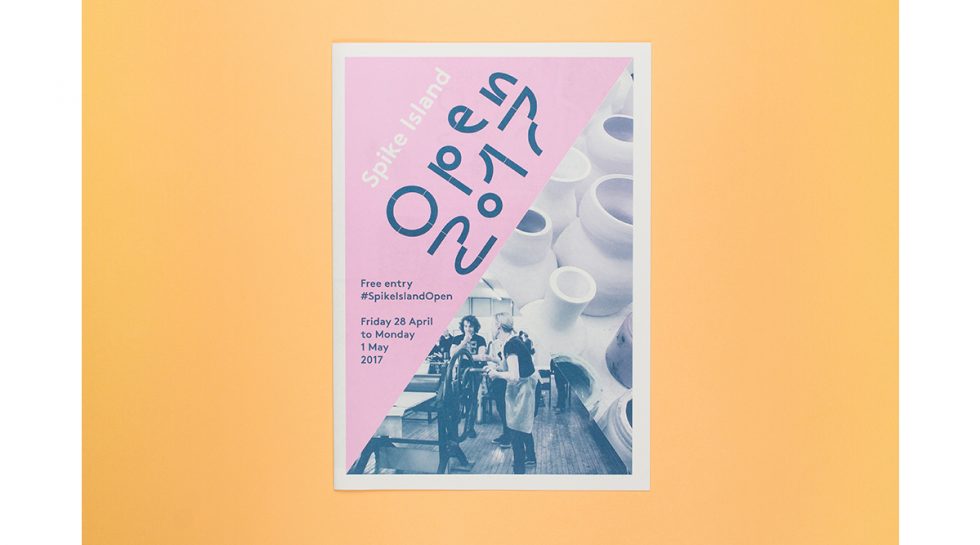 Spike Island
Open
2017
Free entry
#SpikeIslandOpen
Friday 28 April
to Monday
1 May
2017